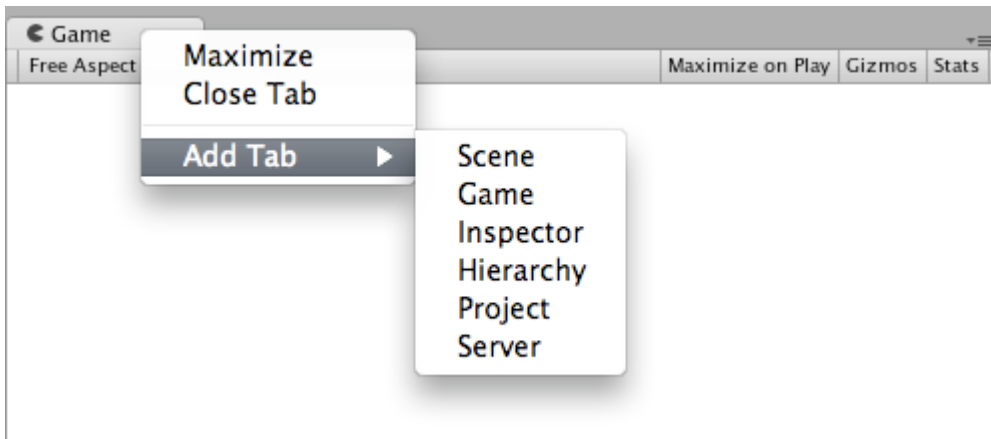 Game
Free Aspect
Maximize on Play Gizmos Stats
Maximize
Close Tab
Add Tab
Scene
Game
Inspector
Hierarchy
Project
Server